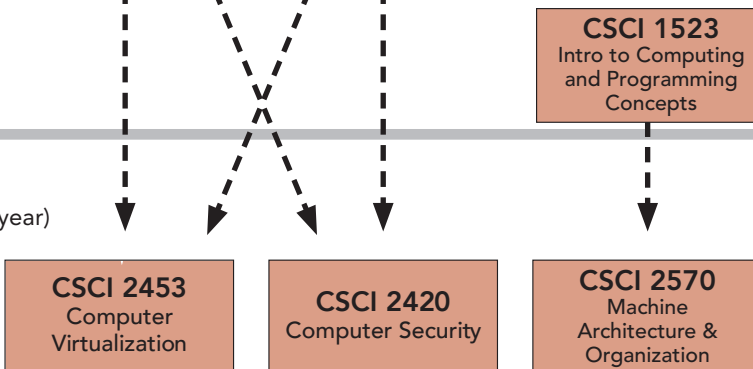 CSCI 1523
Intro to Computing
and Programming
Concepts
year)
CSCI 2453
Computer
Virtualization
CSCI 2420
Computer Security
CSCI 2570
Machine
Architecture &
Organization